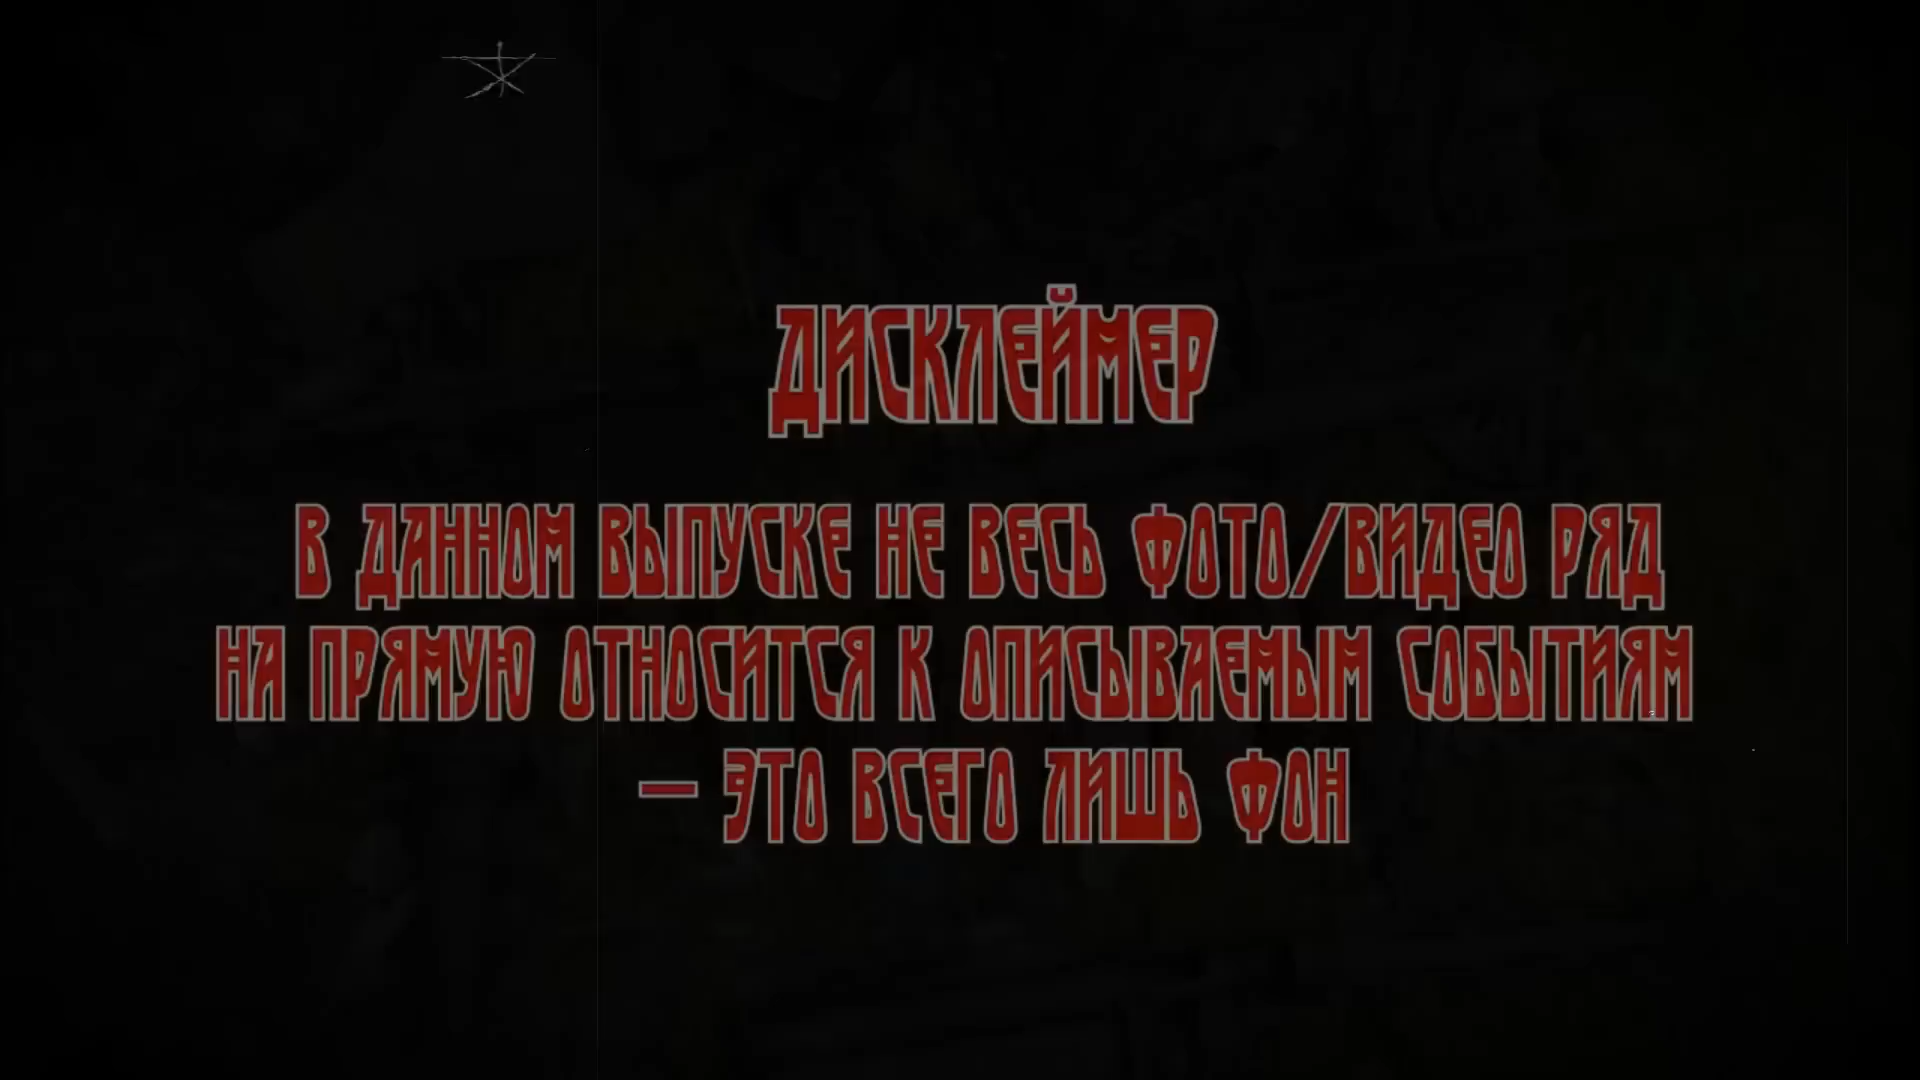 ДИСКЛЕЙМЕР
В ДАННОМ ВЫПУСКЕ НЕ ВЕСЬ ФОТО/ВИДЕО РЯД
НА ПРЯМУЮ ОТНОСИТСЯ К ОПИСЫВАЕМЫМ СОБЫТИЯМ
— ЭТО ВСЕГО ЛИШЬ ФОН